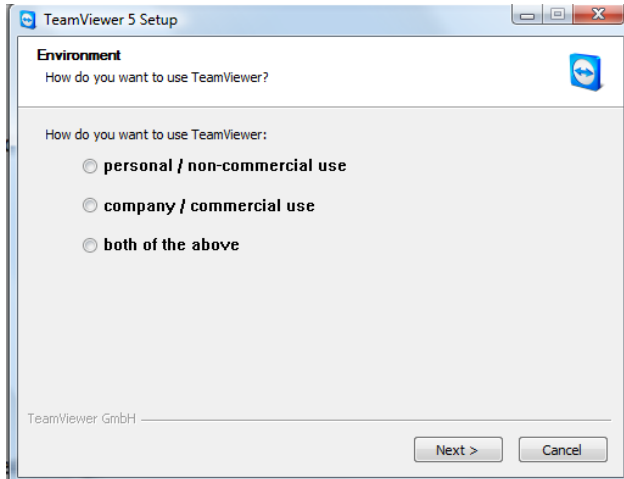 TeamViewer 5 Setup
Environment
How do you want to use TeamViewer?
How do you want to use TeamViewer:
personal / non-commercial use
company / commercial use
both of the above
TeamViewer GmbH
Next >
Cancel